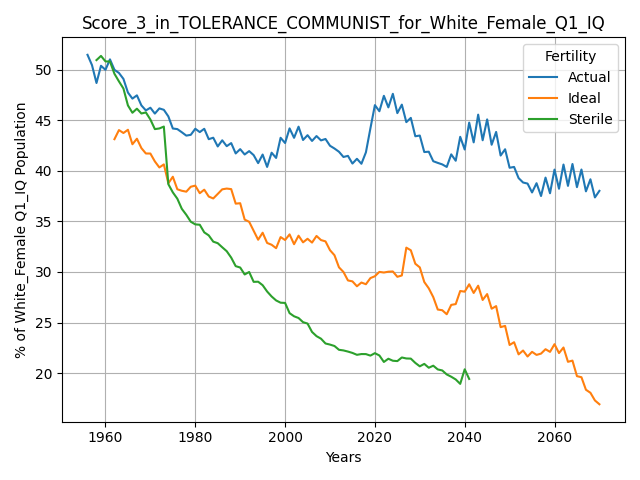 Score_3_in_TOLERANCE_COMMUNIST_for_White_Female_Q1_IQ
Fertility
Actual
Ideal
Sterile
% of White_Female Q1_IQ Population
50
45
40
35
30
25
20
1960 1980 2000 2020 2040 2060
Years